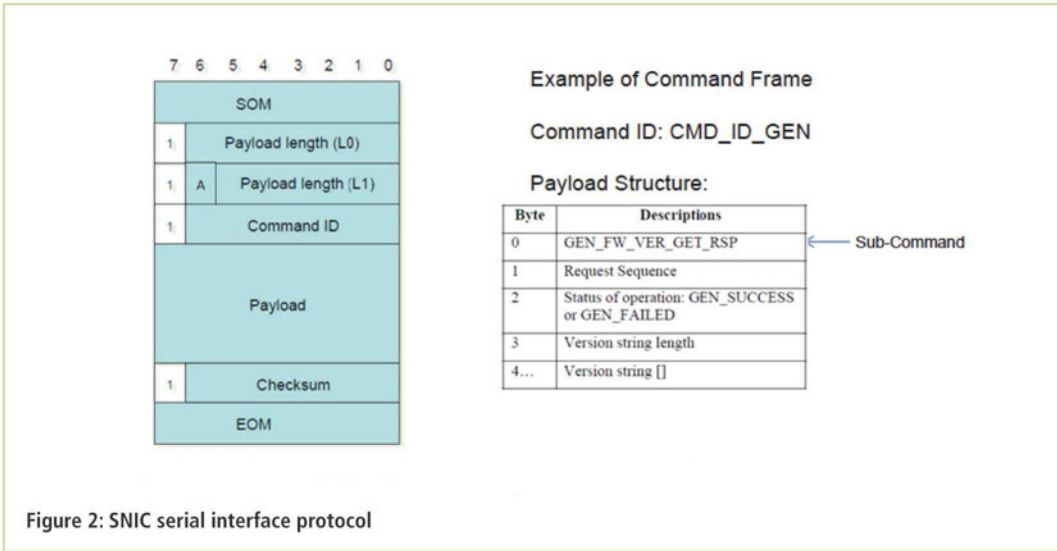 7 6 5 4 3 2 1 0
SOM
1 Payload length (L0)
1 A Payload length (L1)
1 Command ID
Payload
1 Checksum
EOM
Example of Command Frame
Command ID: CMD_ID_GEN
Payload Structure:
Byte Descriptions
0 GEN_FW_VER_GET_RSP
Sub-Command
1 Request Sequence
2 Status of operation: GEN_SUCCESS
or GEN_FAILED
3 Version string length
4... Version string []
Figure 2: SNIC serial interface protocol